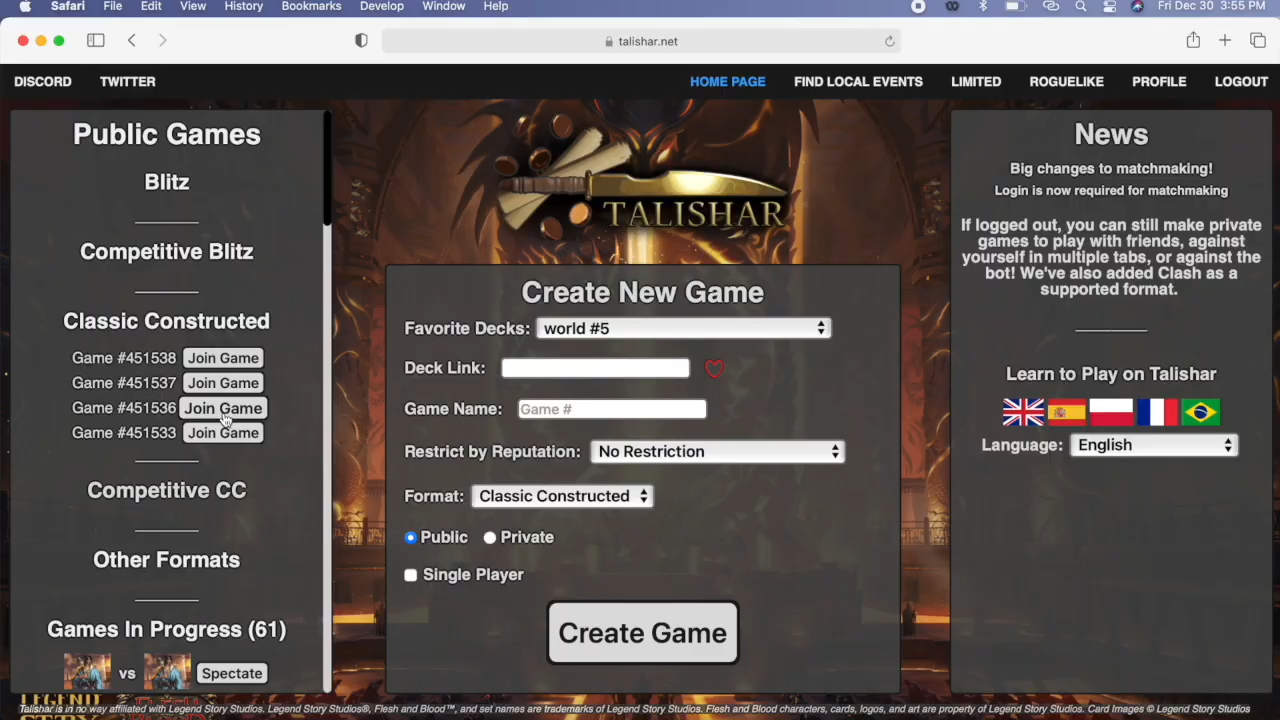 Safari File Edit View History Bookmarks Develop Window Help Fri Dec 30 3:55 PM
talishar.net
DISCORD TWITTER HOME PAGE FIND LOCAL EVENTS LIMITED ROGUELIKE PROFILE LOGOUT
Public Games
Blitz
Competitive Blitz
Classic Constructed
Game #451538 Join Game
Game #451537 Join Game
Game #451536 Join Game
Game #451533 Join Game
Competitive CC
Other Formats
Games In Progress (61)
vs Spectate
TALISHAR
Create New Game
Favorite Decks: world #5
Deck Link:
Game Name: Game #
Restrict by Reputation: No Restriction
Format: Classic Constructed
Public Private
Single Player
Create Game
News
Big changes to matchmaking!
Login is now required for matchmaking
If logged out, you can still make private
games to play with friends, against
yourself in multiple tabs, or against the
bot! We've also added Clash as a
supported format.
Learn to Play on Talishar
Language: English
LEGEND
STORY
Talishar is in no way affiliated with Legend Story Studios. Legend Story Studios®, Flesh and Blood™, and set names are trademarks of Legend Story Studios. Flesh and Blood characters, cards, logos, and art are property of Legend Story Studios. Card Images © Legend Story Studios